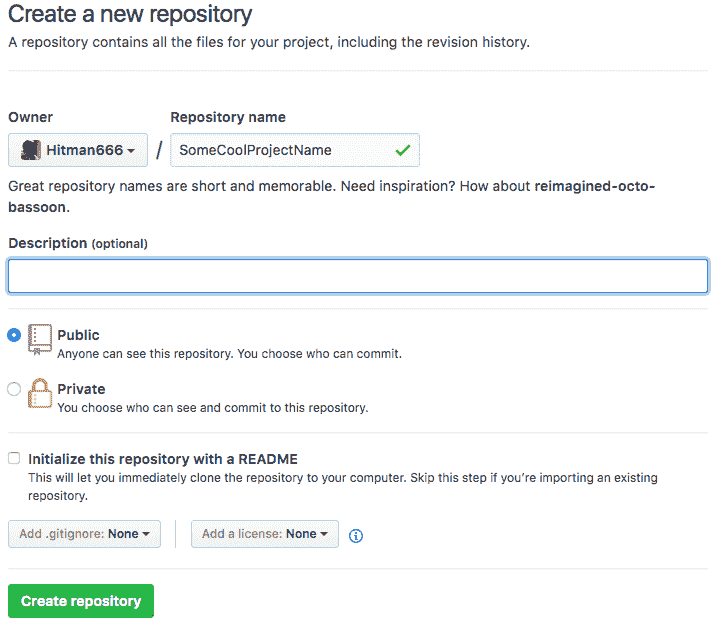 Create a new repository
A repository contains all the files for your project, including the revision history.
Owner
Repository name
Hitman666
/
SomeCoolProjectName
Great repository names are short and memorable. Need inspiration? How about reimagined-octo-
bassoon.
Description (optional)
Public
Anyone can see this repository. You choose who can commit.
Private
You choose who can see and commit to this repository.
Initialize this repository with a README
This will let you immediately clone the repository to your computer. Skip this step if you’re importing an existing
repository.
Add .gitignore: None
Add a license: None
Create repository